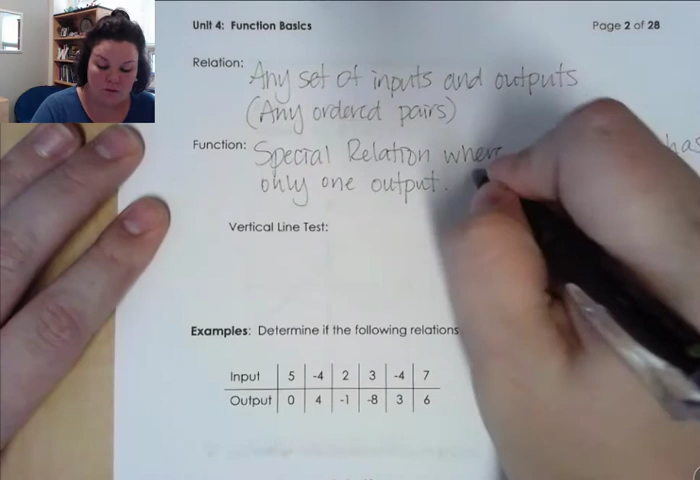 Unit 4: Function Basics Page 2 of 28
Relation: Any set of inputs and outputs
(Any ordered pairs)
Function: Special Relation where has
only one output.
Vertical Line Test:
Examples: Determine if the following relations
Input 5 -4 2 3 -4 7
Output 0 4 -1 -8 3 6